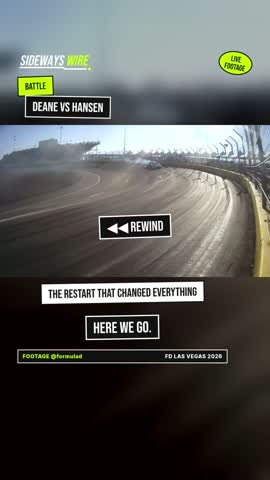 SIDEWAYS WIRE.
LIVE
FOOTAGE
BATTLE
DEANE VS HANSEN
REWIND
THE RESTART THAT CHANGED EVERYTHING
HERE WE GO.
FOOTAGE @formulad
FD LAS VEGAS 2026